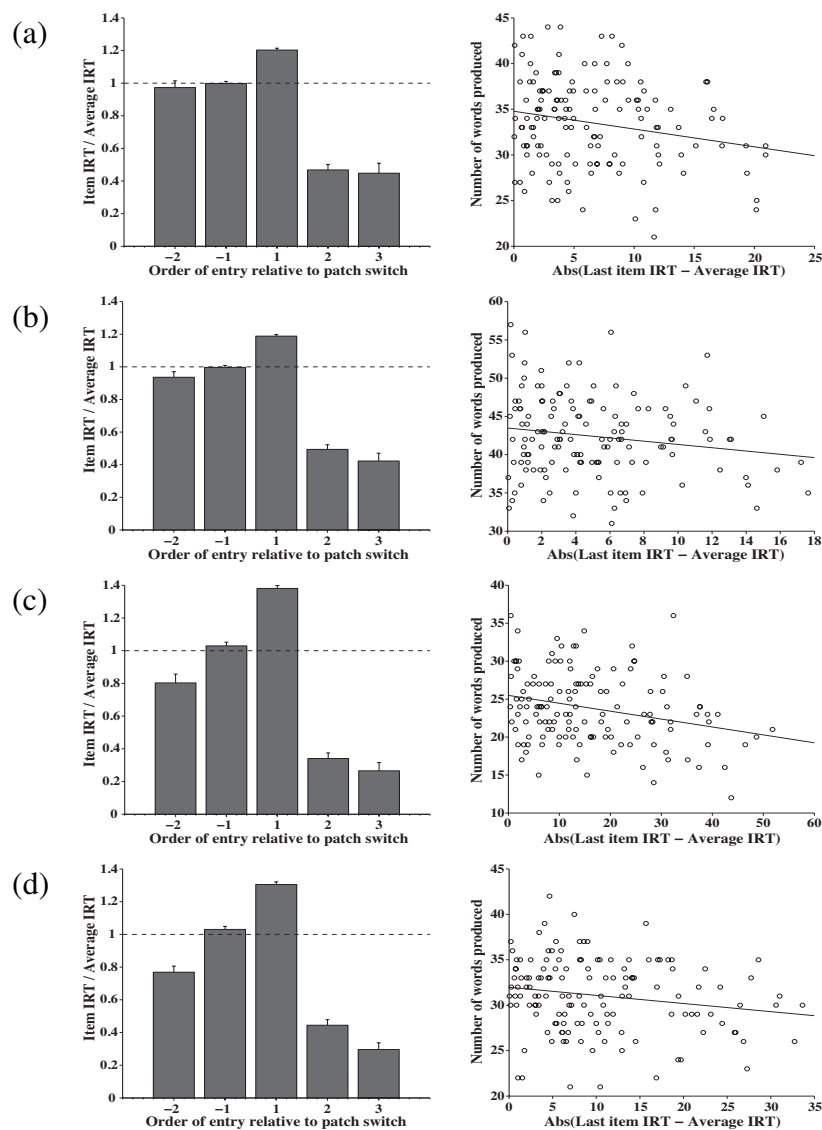 (a)
Item IRT / Average IRT
1.4
1.2
1
0.8
0.6
0.4
0.2
0
−2 −1 1 2 3
Order of entry relative to patch switch
Number of words produced
45
40
35
30
25
20
0 5 10 15 20 25
Abs(Last item IRT − Average IRT)
(b)
Item IRT / Average IRT
1.4
1.2
1
0.8
0.6
0.4
0.2
0
−2 −1 1 2 3
Order of entry relative to patch switch
Number of words produced
60
55
50
45
40
35
30
0 2 4 6 8 10 12 14 16 18
Abs(Last item IRT − Average IRT)
(c)
Item IRT / Average IRT
1.4
1.2
1
0.8
0.6
0.4
0.2
0
−2 −1 1 2 3
Order of entry relative to patch switch
Number of words produced
40
35
30
25
20
15
10
0 10 20 30 40 50 60
Abs(Last item IRT − Average IRT)
(d)
Item IRT / Average IRT
1.4
1.2
1
0.8
0.6
0.4
0.2
0
−2 −1 1 2 3
Order of entry relative to patch switch
Number of words produced
45
40
35
30
25
20
0 5 10 15 20 25 30 35
Abs(Last item IRT − Average IRT)